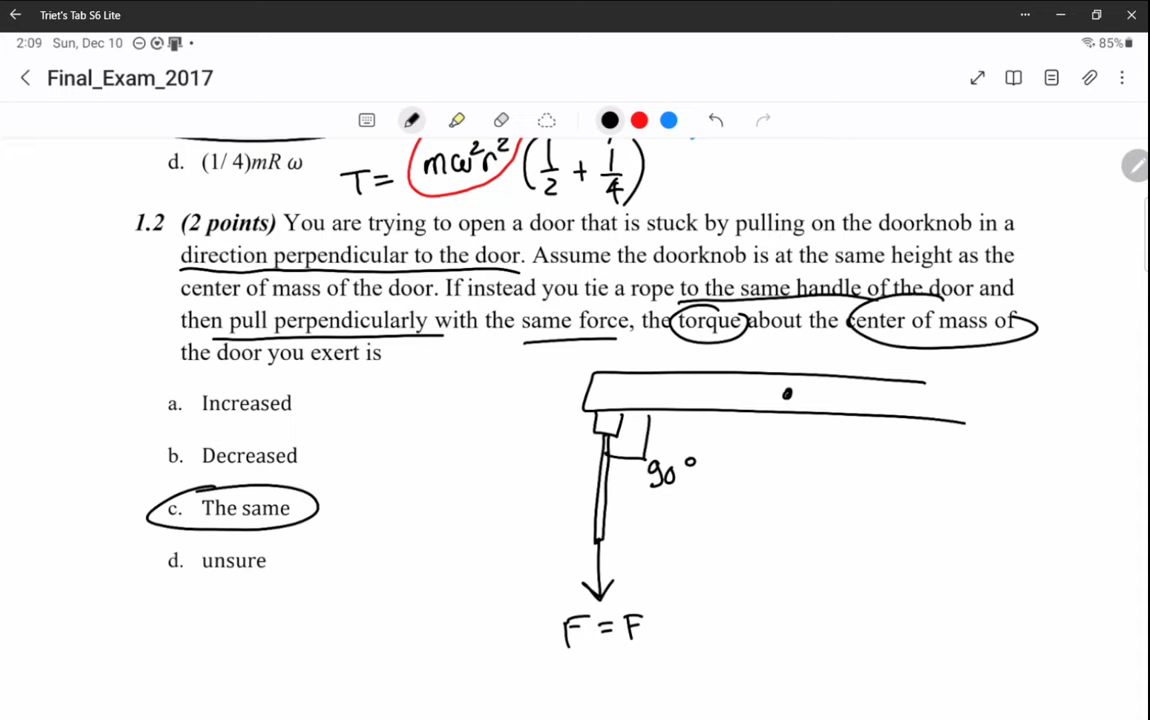 Triet's Tab S6 Lite
2:09 Sun, Dec 10 85%
Final_Exam_2017
d. (1/ 4)mR ω
T = mω²r² (1/2 + 1/4)
1.2 (2 points) You are trying to open a door that is stuck by pulling on the doorknob in a
direction perpendicular to the door. Assume the doorknob is at the same height as the
center of mass of the door. If instead you tie a rope to the same handle of the door and
then pull perpendicularly with the same force, the torque about the center of mass of
the door you exert is
a. Increased
b. Decreased
c. The same
d. unsure
90°
F = F